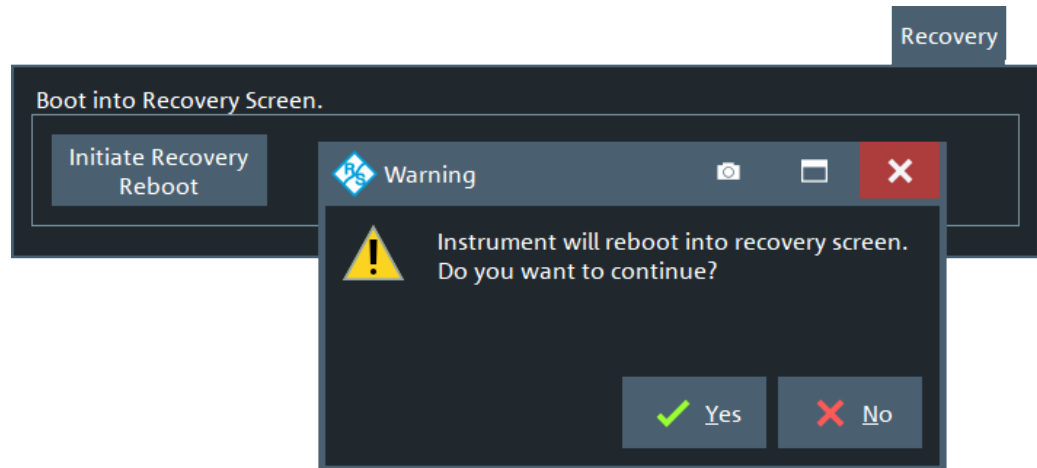 Recovery
Boot into Recovery Screen.
Initiate Recovery
Reboot
R&S
Warning
Instrument will reboot into recovery screen.
Do you want to continue?
Yes
No